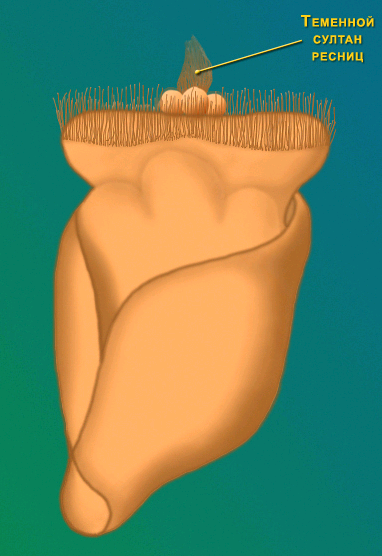 Теменной
султан
ресниц